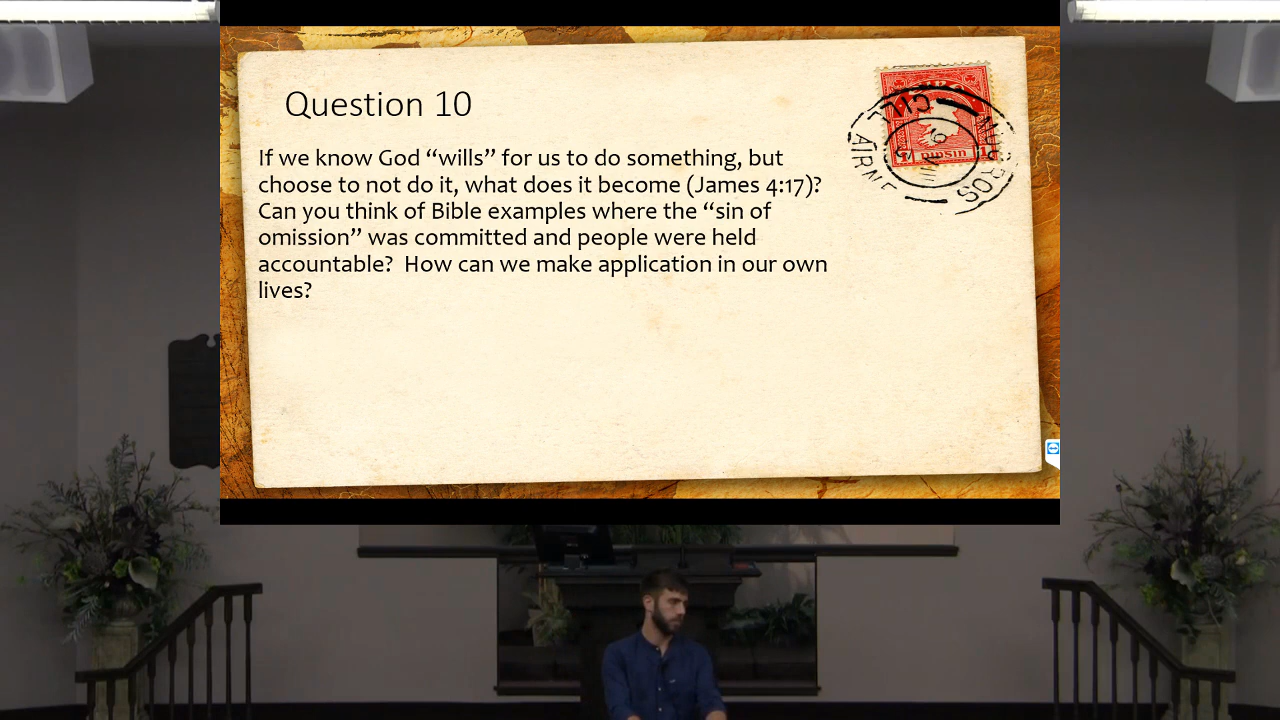 Question 10
If we know God “wills” for us to do something, but
choose to not do it, what does it become (James 4:17)?
Can you think of Bible examples where the “sin of
omission” was committed and people were held
accountable?  How can we make application in our own
lives?